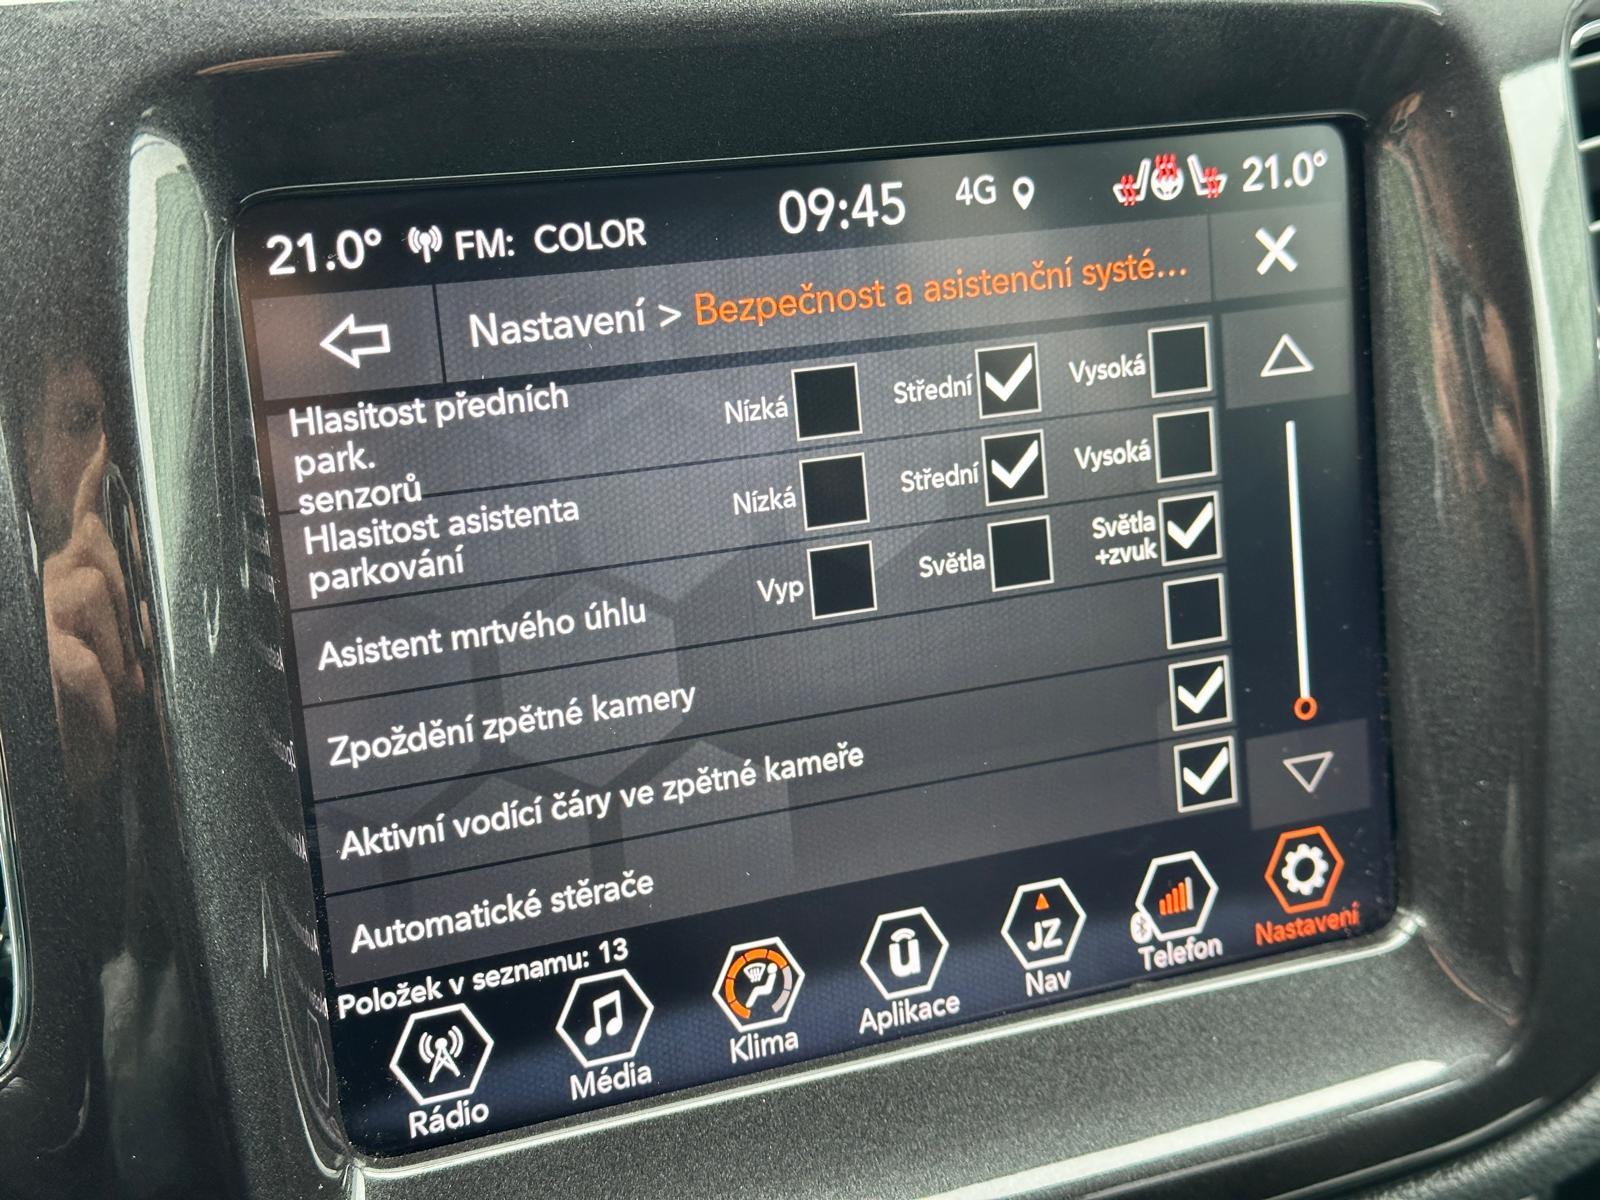 21.0° FM: COLOR 09:45 4G 21.0°
Nastavení > Bezpečnost a asistenční systé...
Hlasitost předních
park.
senzorů
Nízká Střední Vysoká
Hlasitost asistenta
parkování
Nízká Střední Vysoká
Asistent mrtvého úhlu
Vyp Světla Světla
+zvuk
Zpoždění zpětné kamery
Aktivní vodící čáry ve zpětné kameře
Automatické stěrače
Položek v seznamu: 13
Rádio Média Klima Aplikace JZ Nav Telefon Nastavení